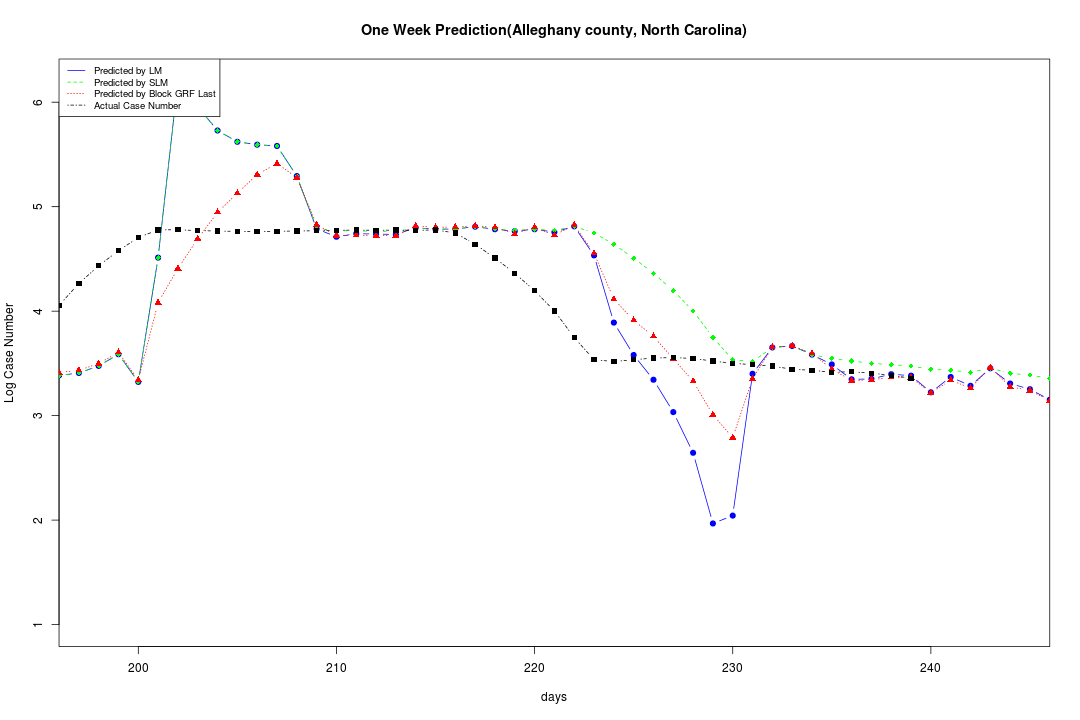 One Week Prediction(Alleghany county, North Carolina)
Predicted by LM
Predicted by SLM
Predicted by Block GRF Last
Actual Case Number
6
5
4
3
2
1
Log Case Number
200 210 220 230 240
days